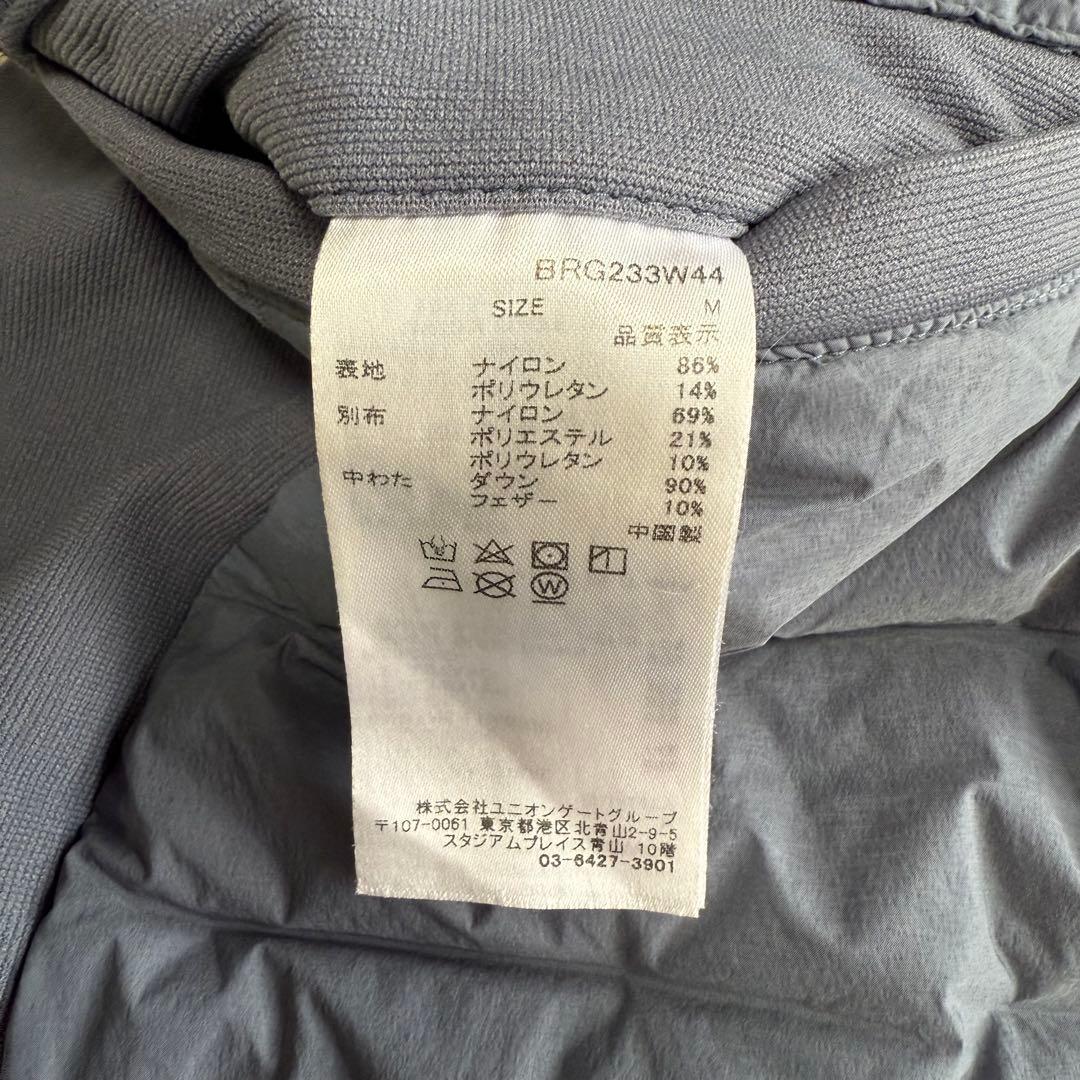 BRG233W44
SIZE M
品質表示
表地 ナイロン 86%
ポリウレタン 14%
別布 ナイロン 69%
ポリエステル 21%
ポリウレタン 10%
中わた ダウン 90%
フェザー 10%
中国製
W
株式会社ユニオンゲートグループ
〒107-0061 東京都港区北青山2-9-5
スタジアムプレイス青山 10階
03-6427-3901